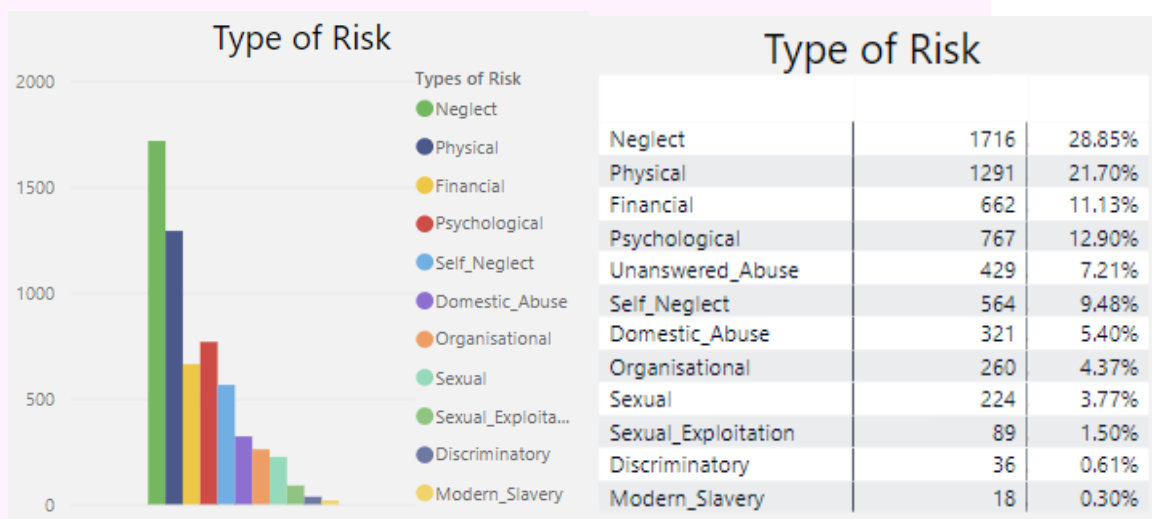 Type of Risk
2000
1500
1000
500
0
Types of Risk
Neglect
Physical
Financial
Psychological
Self_Neglect
Domestic_Abuse
Organisational
Sexual
Sexual_Exploita...
Discriminatory
Modern_Slavery
Type of Risk
Neglect 1716 28.85%
Physical 1291 21.70%
Financial 662 11.13%
Psychological 767 12.90%
Unanswered_Abuse 429 7.21%
Self_Neglect 564 9.48%
Domestic_Abuse 321 5.40%
Organisational 260 4.37%
Sexual 224 3.77%
Sexual_Exploitation 89 1.50%
Discriminatory 36 0.61%
Modern_Slavery 18 0.30%